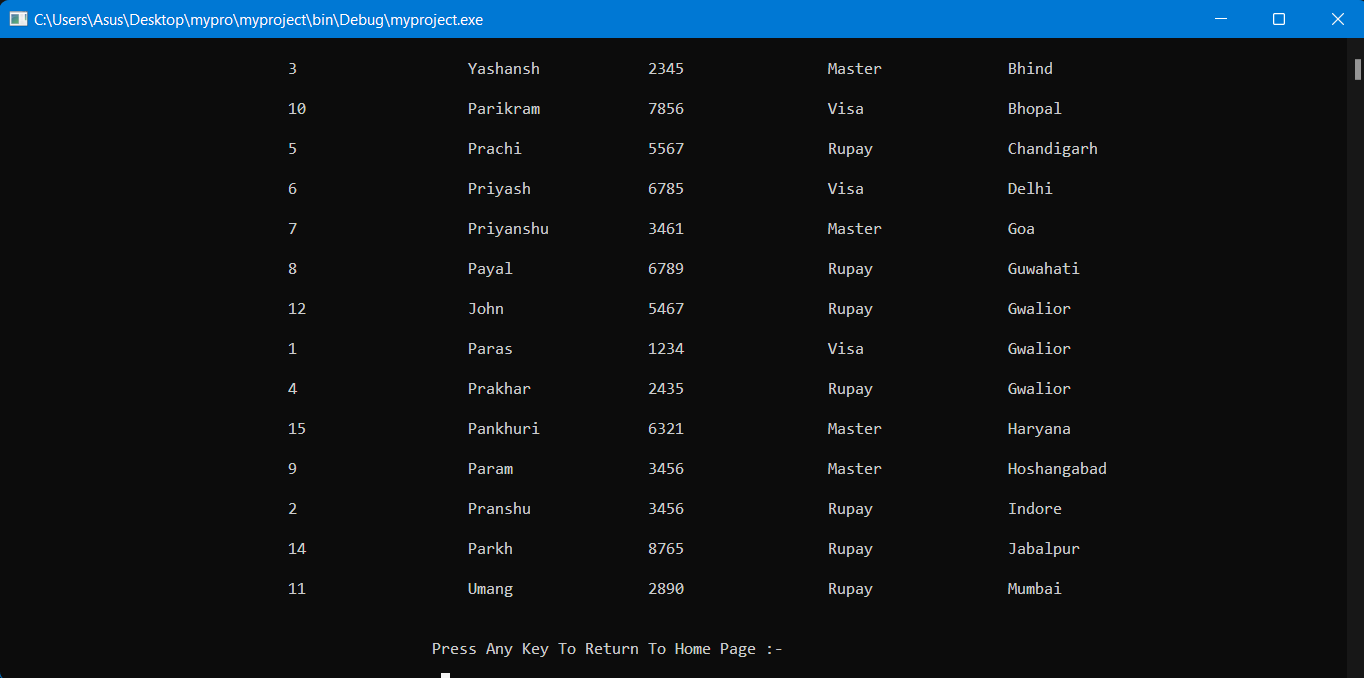 C:\Users\Asus\Desktop\mypro\myproject\bin\Debug\myproject.exe
3 Yashansh 2345 Master Bhind
10 Parikram 7856 Visa Bhopal
5 Prachi 5567 Rupay Chandigarh
6 Priyash 6785 Visa Delhi
7 Priyanshu 3461 Master Goa
8 Payal 6789 Rupay Guwahati
12 John 5467 Rupay Gwalior
1 Paras 1234 Visa Gwalior
4 Prakhar 2435 Rupay Gwalior
15 Pankhuri 6321 Master Haryana
9 Param 3456 Master Hoshangabad
2 Pranshu 3456 Rupay Indore
14 Parkh 8765 Rupay Jabalpur
11 Umang 2890 Rupay Mumbai
Press Any Key To Return To Home Page :-